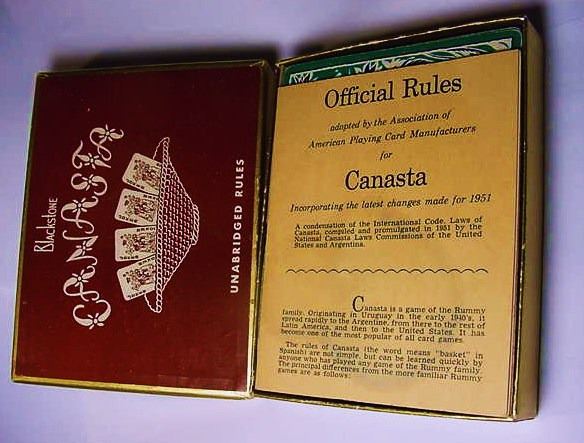 Blackstone
CANASTA
UNABRIDGED RULES
Official Rules
adopted by the Association of
American Playing Card Manufacturers
for
Canasta
Incorporating the latest changes made for 1951
A condensation of the International Code, Laws of
Canasta, compiled and promulgated in 1951 by the
National Canasta Laws Commissions of the United
States and Argentina.
Canasta is a game of the Rummy
family. Originating in Uruguay in the early 1940's, it
spread rapidly to the Argentine, from there to the rest of
Latin America, and then to the United States. It has
become one of the most popular of all card games.
The rules of Canasta (the word means "basket" in
Spanish) are not simple, but can be learned quickly by
anyone who has played any game of the Rummy family.
The principal differences from the more familiar Rummy
games are as follows: